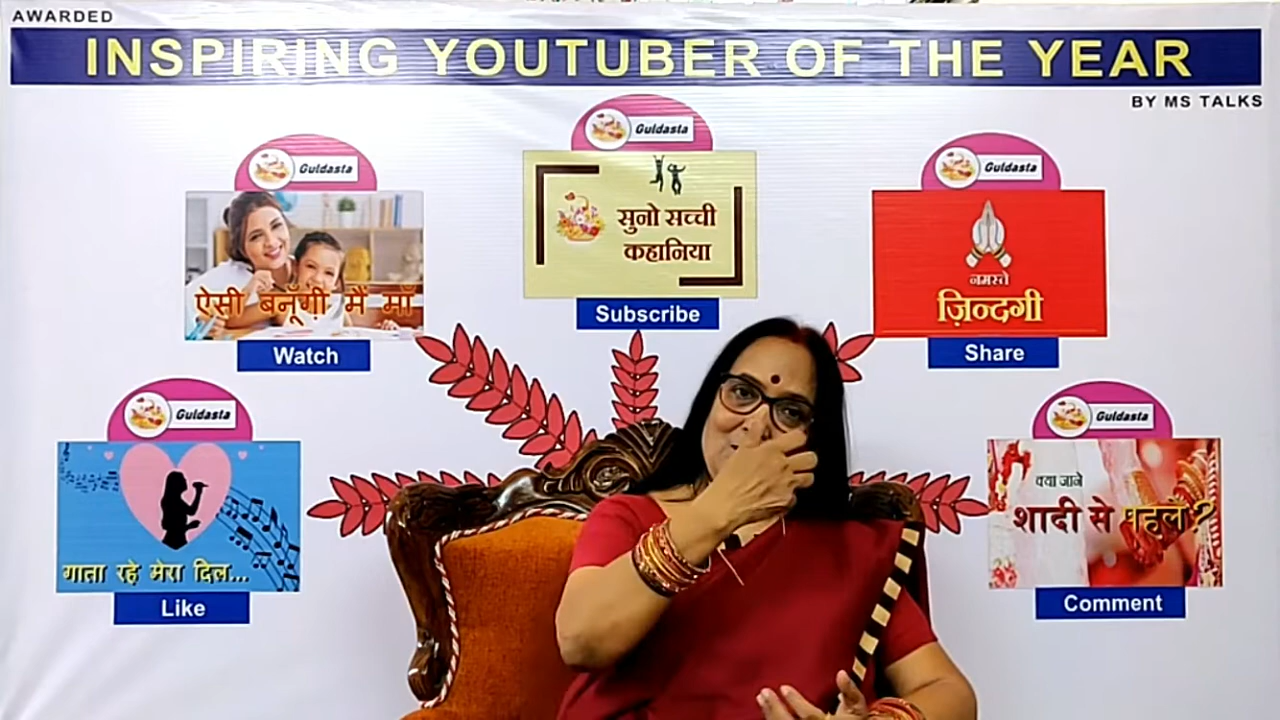 AWARDED
INSPIRING YOUTUBER OF THE YEAR
BY MS TALKS
Guldasta
सुनो सच्ची
कहानिया
Subscribe
Guldasta
ऐसी बनूँगी मैं माँ
Watch
Guldasta
नमस्ते
ज़िन्दगी
Share
Guldasta
गाता रहे मेरा दिल...
Like
Guldasta
क्या जाने
शादी से पहले ?
Comment